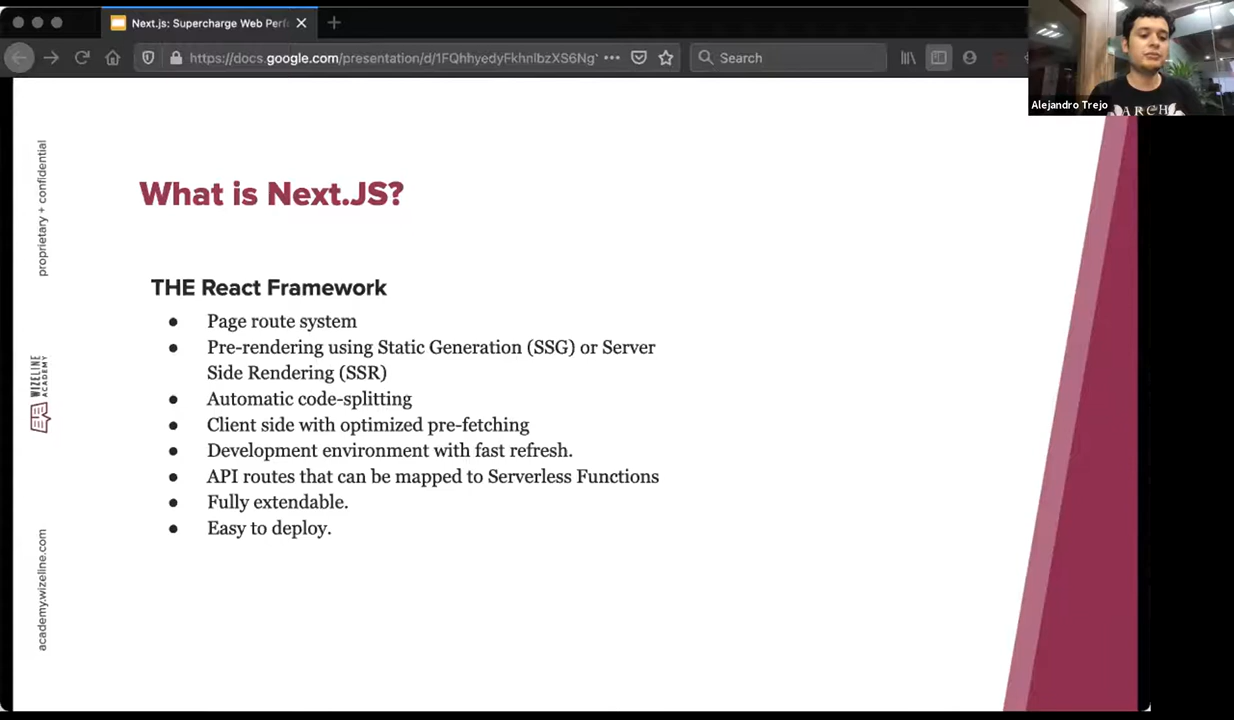 Next.js: Supercharge Web Perf
https://docs.google.com/presentation/d/1FQhhyedyFkhnlbzXS6Ng
Search
Alejandro Trejo
ARCH
proprietary + confidential
WIZELINE
ACADEMY
academy.wizeline.com
What is Next.JS?
THE React Framework
● Page route system
● Pre-rendering using Static Generation (SSG) or Server
Side Rendering (SSR)
● Automatic code-splitting
● Client side with optimized pre-fetching
● Development environment with fast refresh.
● API routes that can be mapped to Serverless Functions
● Fully extendable.
● Easy to deploy.